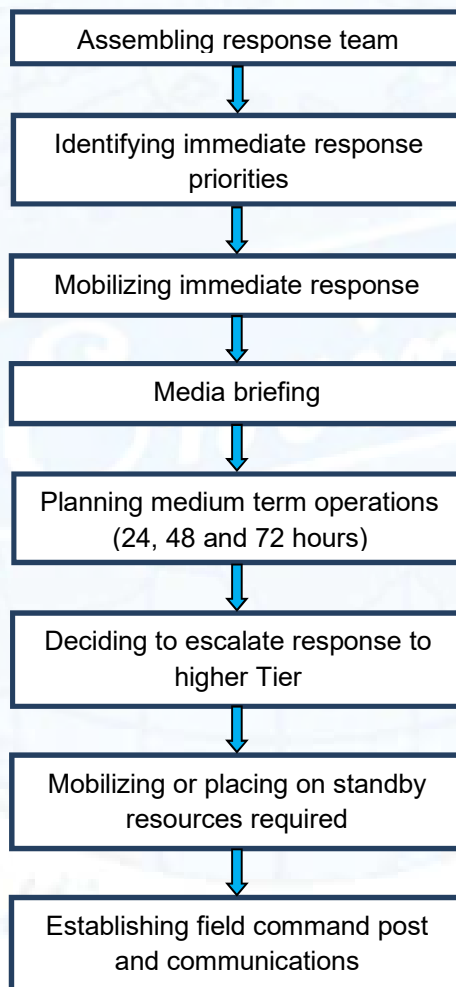 Assembling response team
Identifying immediate response
priorities
Mobilizing immediate response
Media briefing
Planning medium term operations
(24, 48 and 72 hours)
Deciding to escalate response to
higher Tier
Mobilizing or placing on standby
resources required
Establishing field command post
and communications